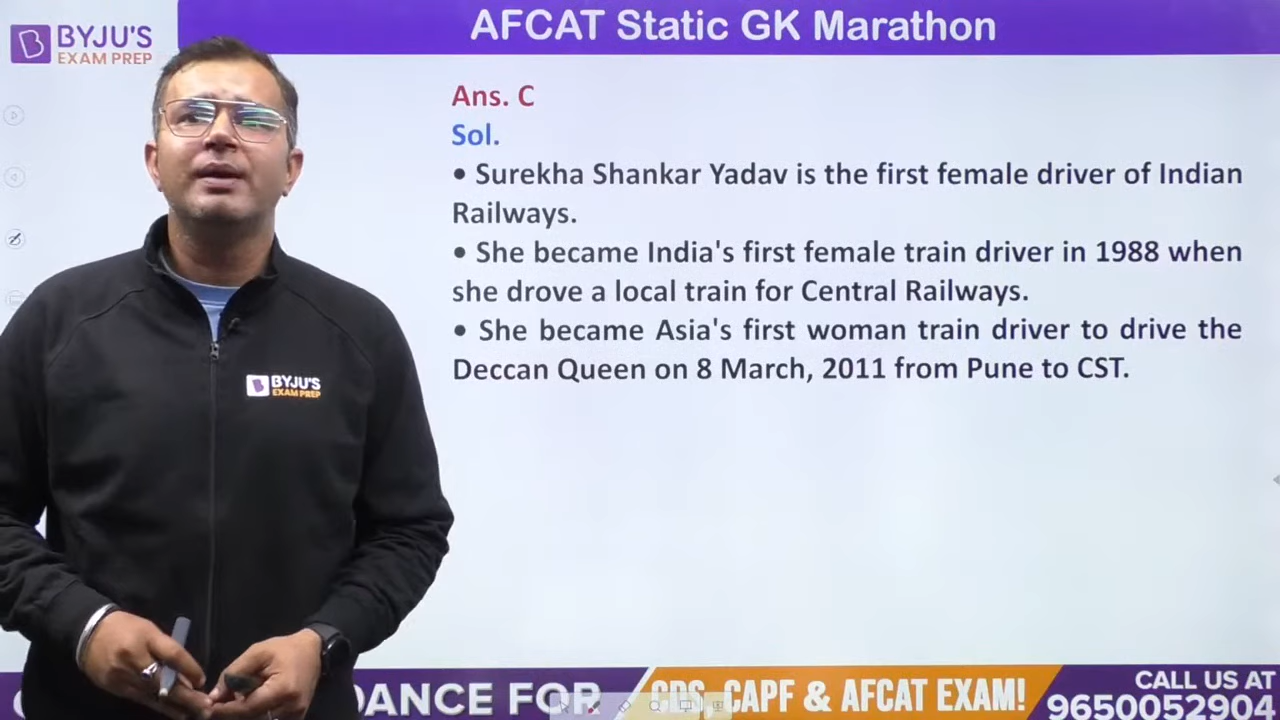 AFCAT Static GK Marathon
BYJU'S
EXAM PREP
Ans. C
Sol.
• Surekha Shankar Yadav is the first female driver of Indian
Railways.
• She became India's first female train driver in 1988 when
she drove a local train for Central Railways.
• She became Asia's first woman train driver to drive the
Deccan Queen on 8 March, 2011 from Pune to CST.
BYJU'S
EXAM PREP
FOR
CDS, CAPF & AFCAT EXAM!
CALL US AT
9650052904